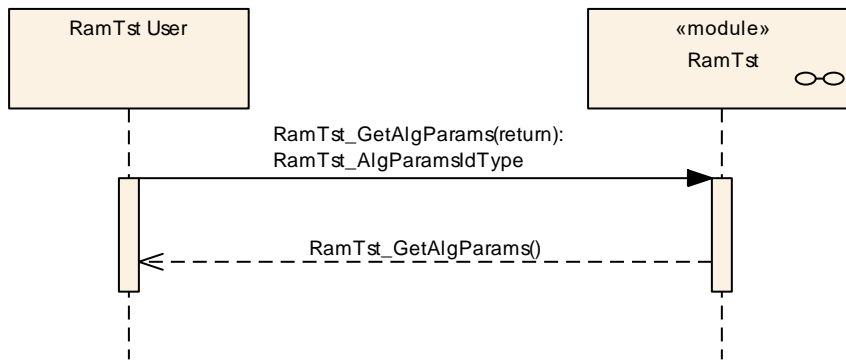 RamTst User
«module»
RamTst
RamTst_GetAlgParams(return):
RamTst_AlgParamsIdType
RamTst_GetAlgParams()